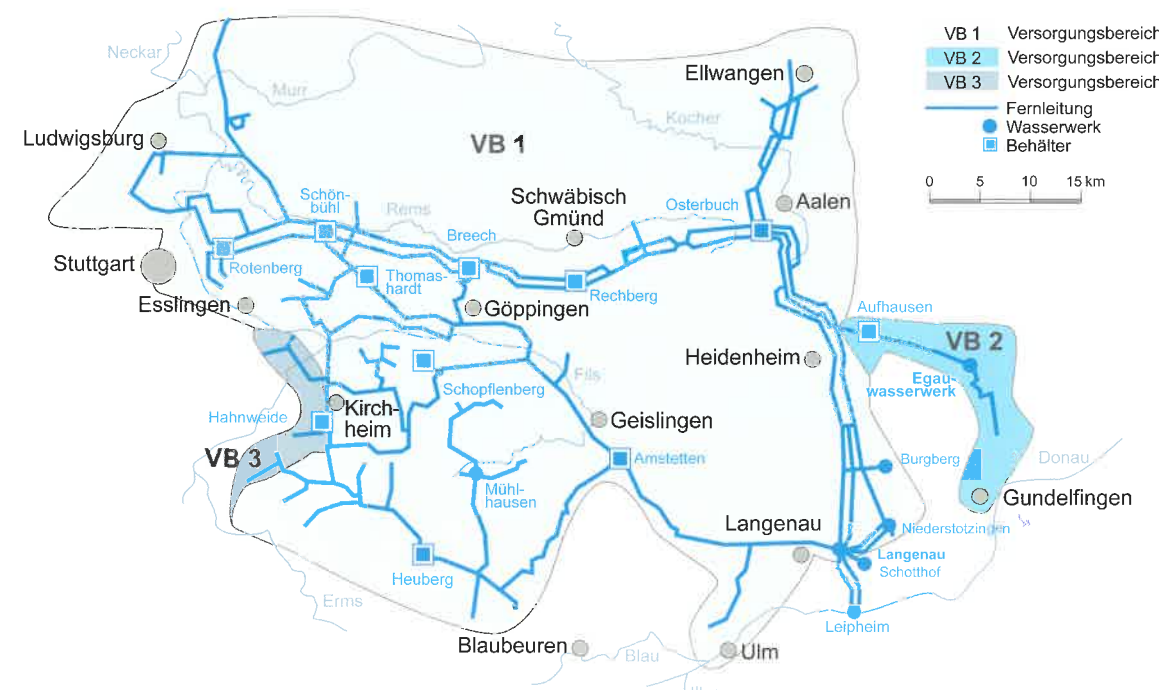 VB 1 Versorgungsbereich
VB 2 Versorgungsbereich
VB 3 Versorgungsbereich
Fernleitung
Wasserwerk
Behälter
0 5 10 15 km
Neckar
Murr
Kocher
Ellwangen
Ludwigsburg
VB 1
Schön-
bühl
Rems
Schwäbisch
Gmünd
Osterbuch
Aalen
Breech
Stuttgart
Rotenberg
Thomas-
hardt
Rechberg
Esslingen
Göppingen
Aufhausen
VB 2
Heidenheim
Egau-
wasserwerk
Fils
Schopflenberg
Hahnweide
Kirch-
heim
Geislingen
VB 3
Amstetten
Burgberg
Donau
Mühl-
hausen
Gundelfingen
Langenau
Niederstotzingen
Langenau
Schotthof
Heuberg
Erms
Leipheim
Blaubeuren
Blau
Ulm